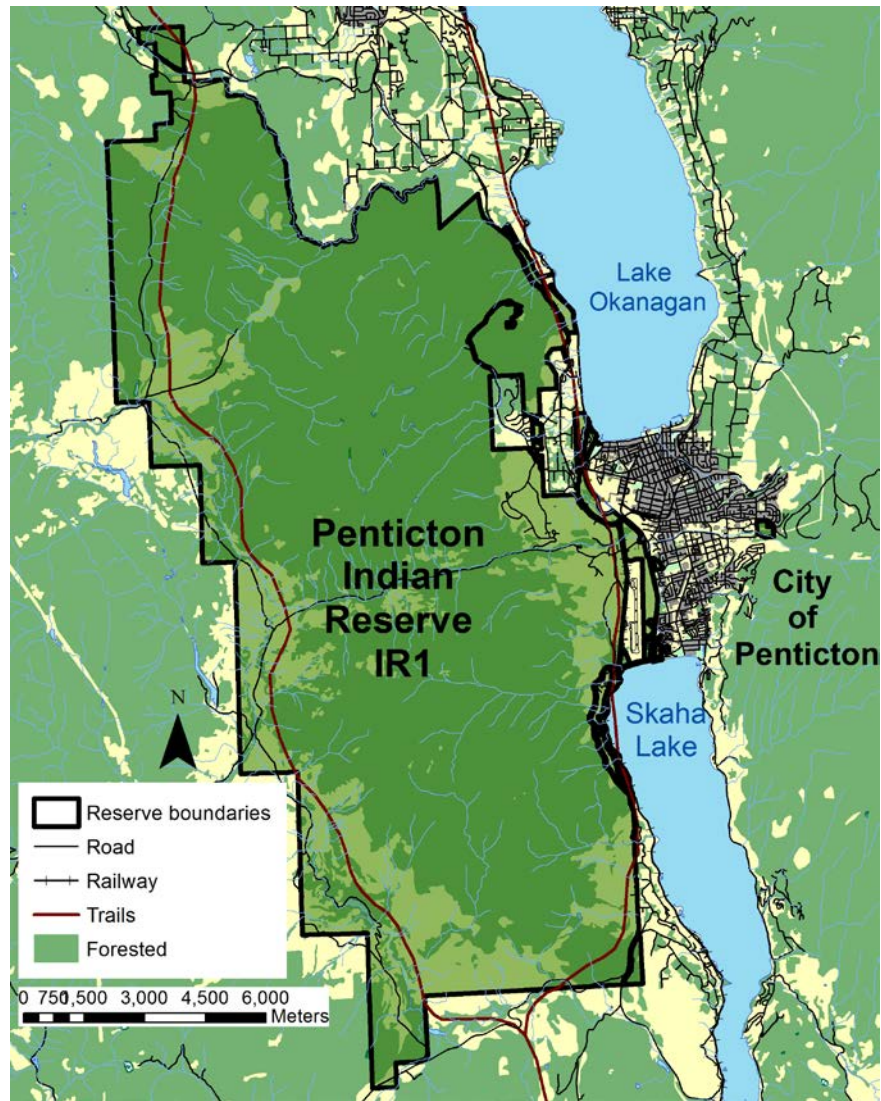 Lake
Okanagan
Penticton
Indian
Reserve
IR1
City
of
Penticton
Skaha
Lake
N
Reserve boundaries
Road
Railway
Trails
Forested
0 750 1,500 3,000 4,500 6,000
Meters